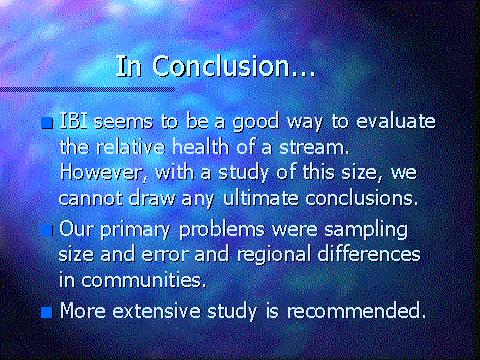 In Conclusion...
IBI seems to be a good way to evaluate
the relative health of a stream.
However, with a study of this size, we
cannot draw any ultimate conclusions.
Our primary problems were sampling
size and error and regional differences
in communities.
More extensive study is recommended.